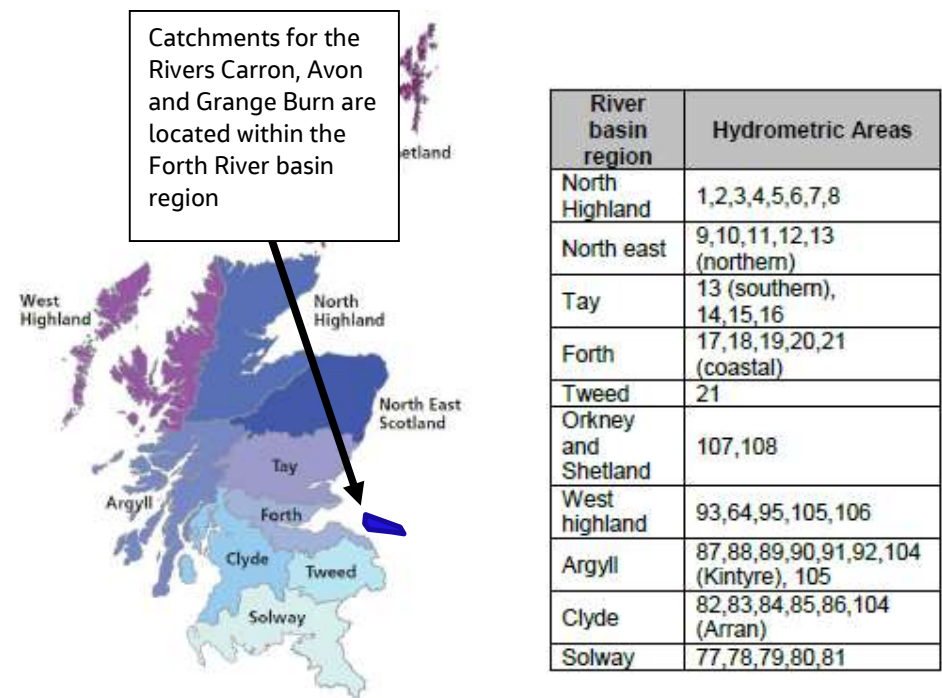 Catchments for the
Rivers Carron, Avon
and Grange Burn are
located within the
Forth River basin
region
etland
West
Highland
North
Highland
North East
Scotland
Tay
Argyll
Forth
Clyde
Tweed
Solway
River
basin
region
Hydrometric Areas
North
Highland
1,2,3,4,5,6,7,8
North east
9,10,11,12,13
(northern)
Tay
13 (southern),
14,15,16
Forth
17,18,19,20,21
(coastal)
Tweed
21
Orkney
and
Shetland
107,108
West
highland
93,64,95,105,106
Argyll
87,88,89,90,91,92,104
(Kintyre), 105
Clyde
82,83,84,85,86,104
(Arran)
Solway
77,78,79,80,81